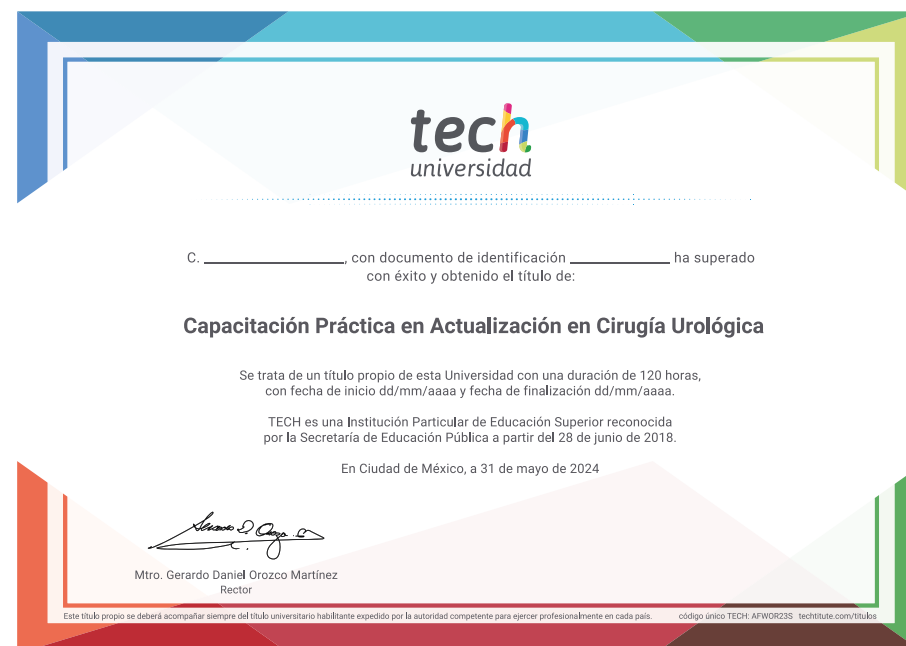 tech
universidad
C. ____________, con documento de identificación ____________ ha superado
con éxito y obtenido el título de:
Capacitación Práctica en Actualización en Cirugía Urológica
Se trata de un título propio de esta Universidad con una duración de 120 horas,
con fecha de inicio dd/mm/aaaa y fecha de finalización dd/mm/aaaa.
TECH es una Institución Particular de Educación Superior reconocida
por la Secretaría de Educación Pública a partir del 28 de junio de 2018.
En Ciudad de México, a 31 de mayo de 2024
Mtro. Gerardo Daniel Orozco Martínez
Rector
Este título propio se deberá acompañar siempre del título universitario habilitante expedido por la autoridad competente para ejercer profesionalmente en cada país. código único TECH: AFWOR23S techtitute.com/titulos